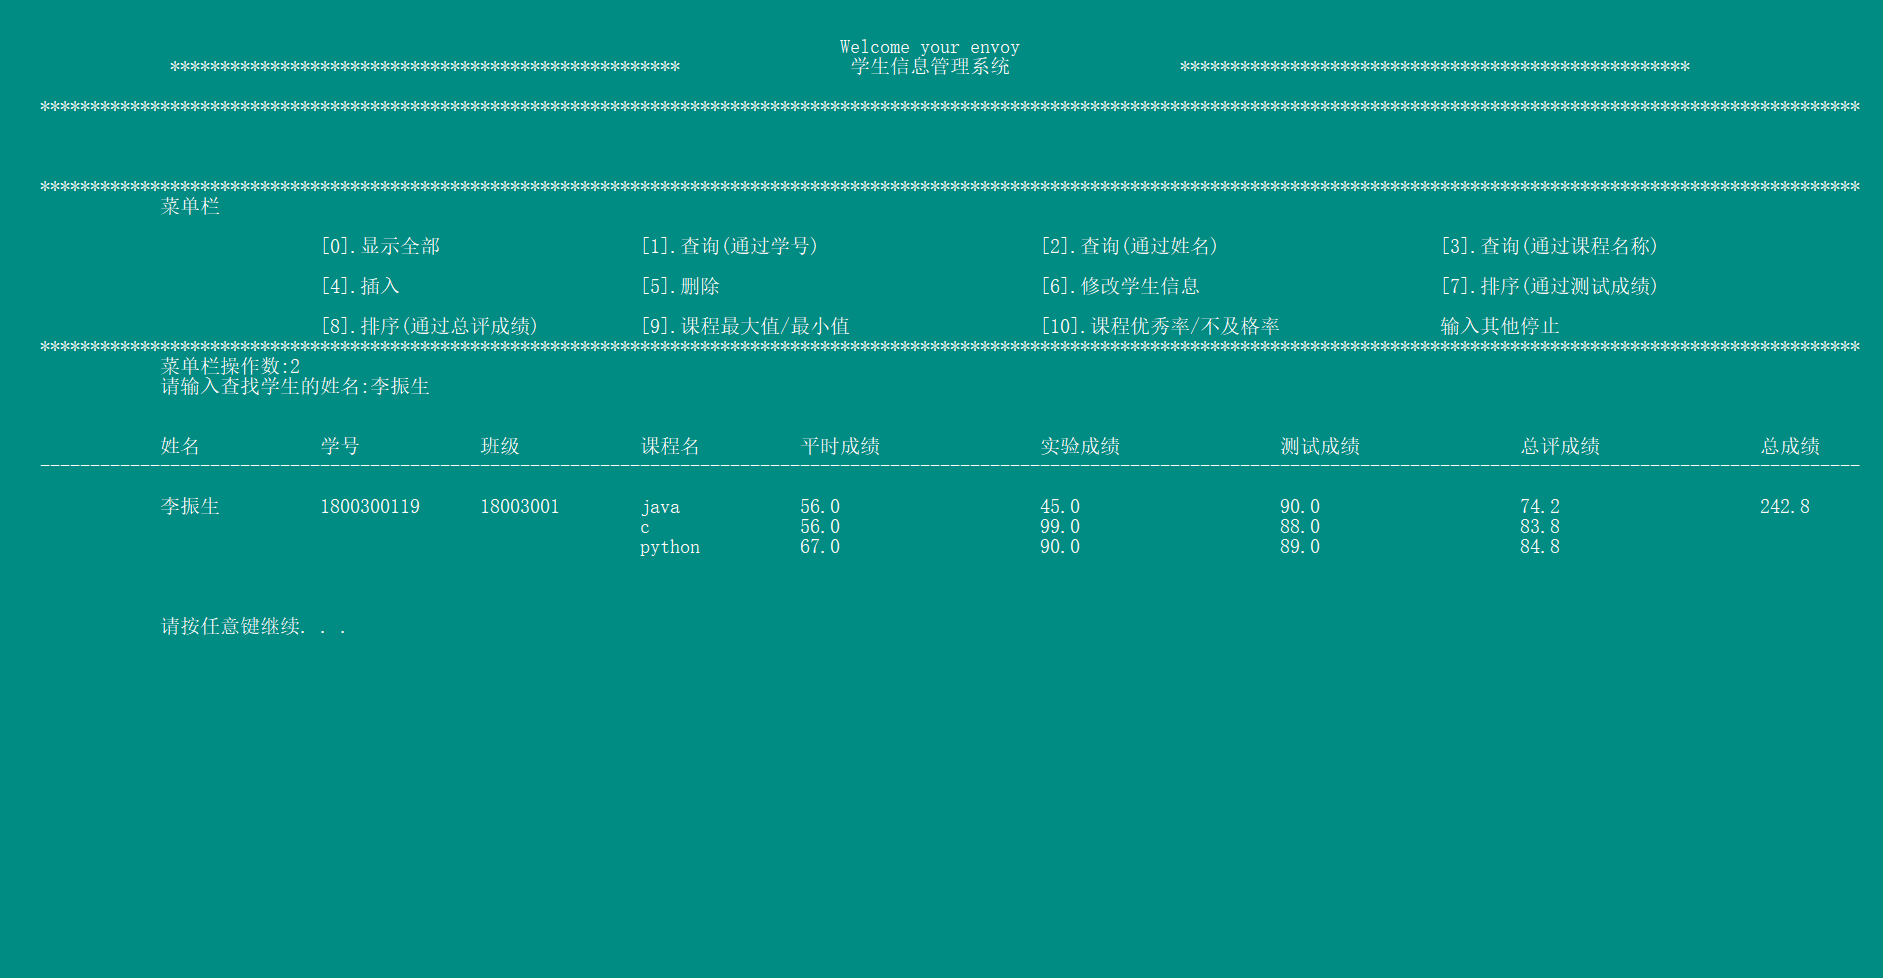 Welcome your envoy
*************************************************** 学生信息管理系统 ***************************************************
**************************************************************************************************************************************************************************************
**************************************************************************************************************************************************************************************
菜单栏
[0].显示全部 [1].查询(通过学号) [2].查询(通过姓名) [3].查询(通过课程名称)
[4].插入 [5].删除 [6].修改学生信息 [7].排序(通过测试成绩)
[8].排序(通过总评成绩) [9].课程最大值/最小值 [10].课程优秀率/不及格率 输入其他停止
**************************************************************************************************************************************************************************************
菜单栏操作数:2
请输入查找学生的姓名:李振生
姓名 学号 班级 课程名 平时成绩 实验成绩 测试成绩 总评成绩 总成绩
--------------------------------------------------------------------------------------------------------------------------------------------------------------------------------------
李振生 1800300119 18003001 java 56.0 45.0 90.0 74.2 242.8
c 56.0 99.0 88.0 83.8
python 67.0 90.0 89.0 84.8
请按任意键继续. . .